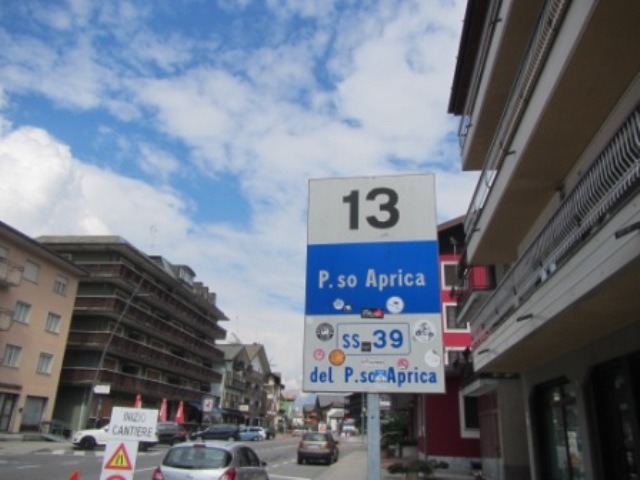 13
P.so Aprica
SS 39
del P.so Aprica
INIZIO
CANTIERE